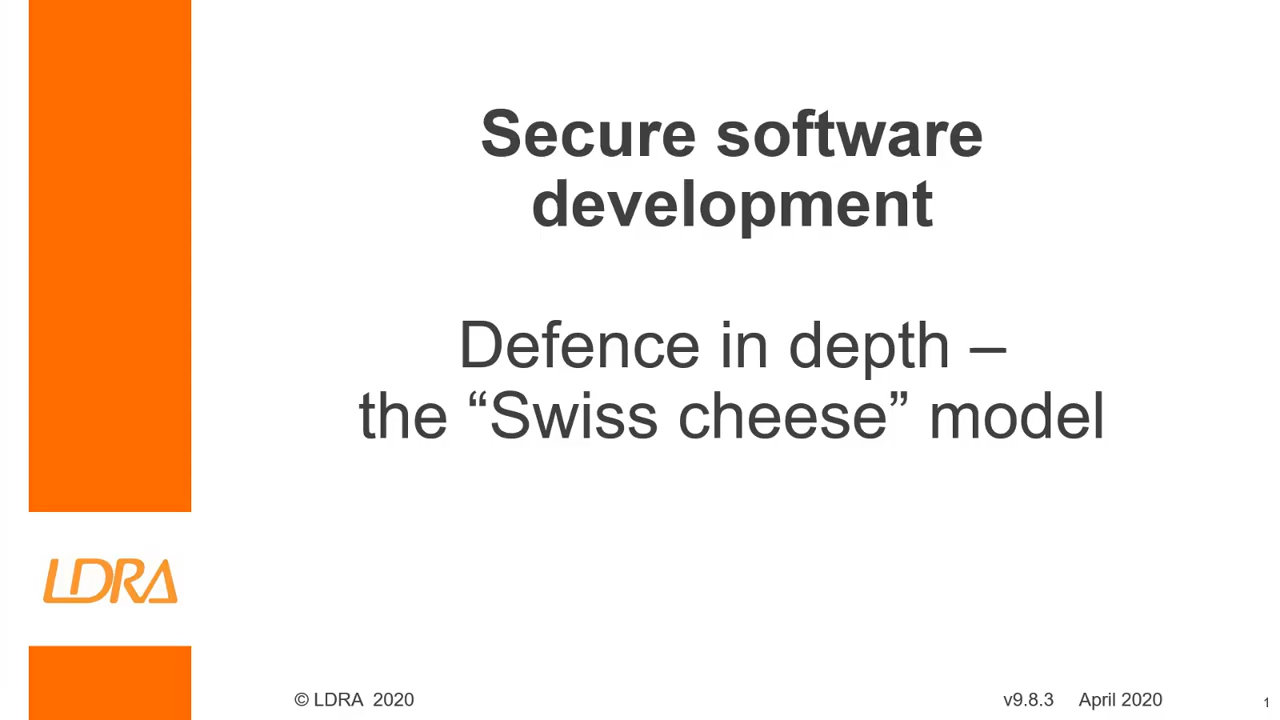 Secure software
development
Defence in depth –
the “Swiss cheese” model
LDRA
© LDRA 2020
v9.8.3 April 2020
1